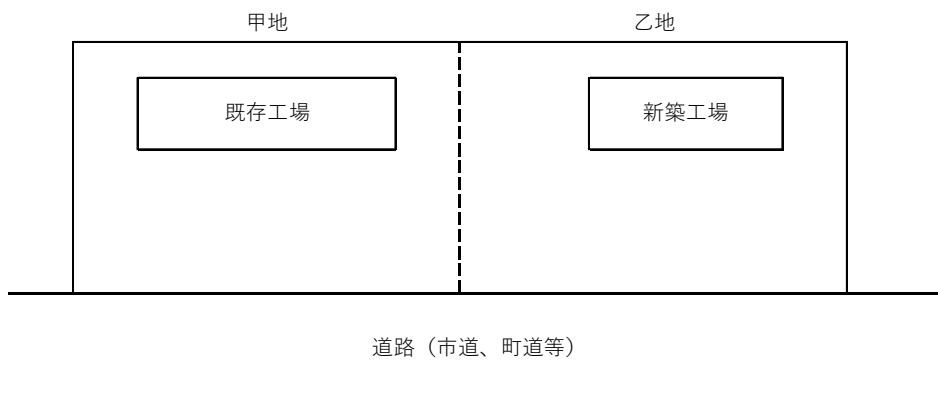 甲地
乙地
既存工場
新築工場
道路（市道、町道等）